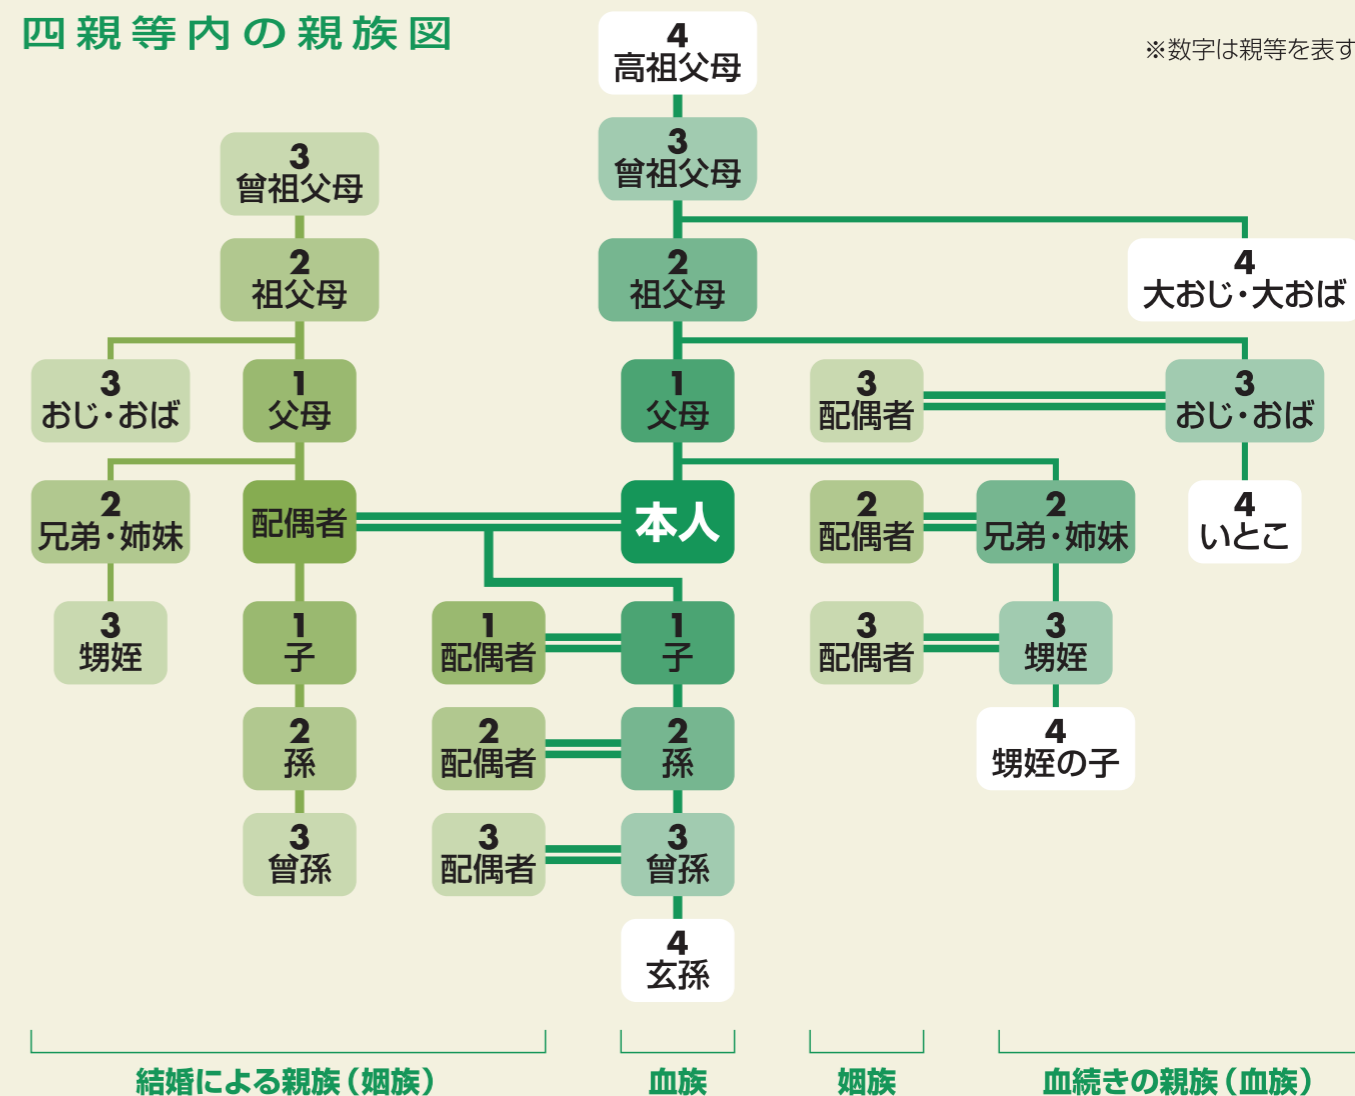 四親等内の親族図
※数字は親等を表す
4
高祖父母
3
曾祖父母
3
曾祖父母
2
祖父母
2
祖父母
4
大おじ・大おば
3
おじ・おば
1
父母
1
父母
3
配偶者
3
おじ・おば
2
兄弟・姉妹
配偶者
本人
2
配偶者
2
兄弟・姉妹
4
いとこ
3
甥姪
1
子
1
配偶者
1
子
3
配偶者
3
甥姪
2
孫
2
配偶者
2
孫
4
甥姪の子
3
曾孫
3
配偶者
3
曾孫
4
玄孫
結婚による親族（姻族）
血族
姻族
血続きの親族（血族）